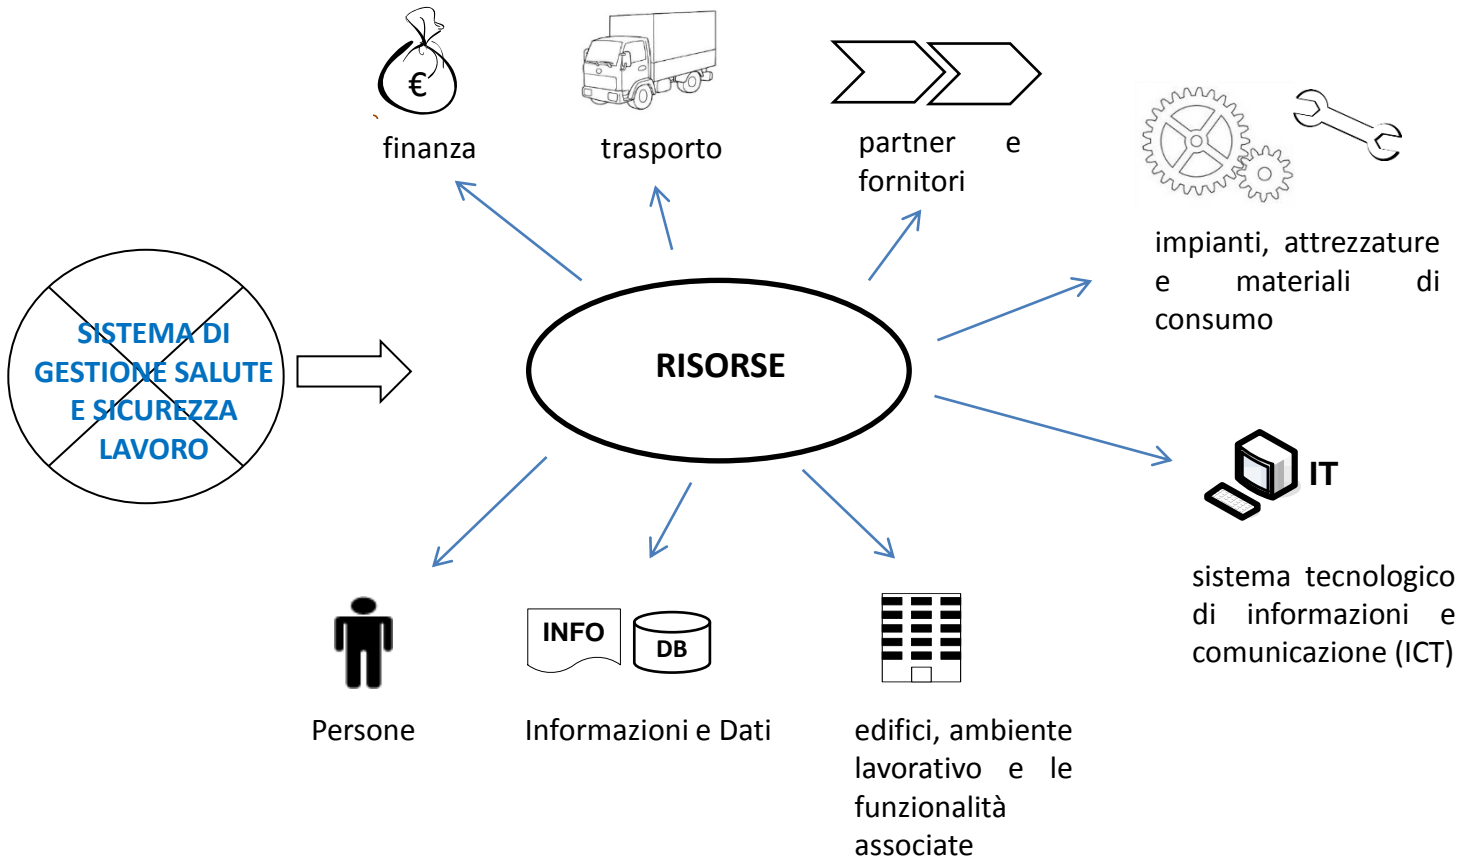 €
finanza
trasporto
partner e
fornitori
impianti, attrezzature
e materiali di
consumo
SISTEMA DI
GESTIONE SALUTE
E SICUREZZA
LAVORO
RISORSE
IT
sistema tecnologico
di informazioni e
comunicazione (ICT)
INFO
DB
Persone
Informazioni e Dati
edifici, ambiente
lavorativo e le
funzionalità
associate